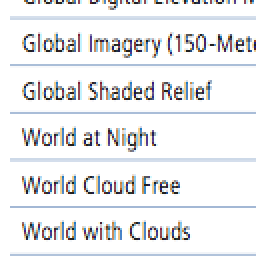 Global Digital Elevation
Global Imagery (150-Mete
Global Shaded Relief
World at Night
World Cloud Free
World with Clouds